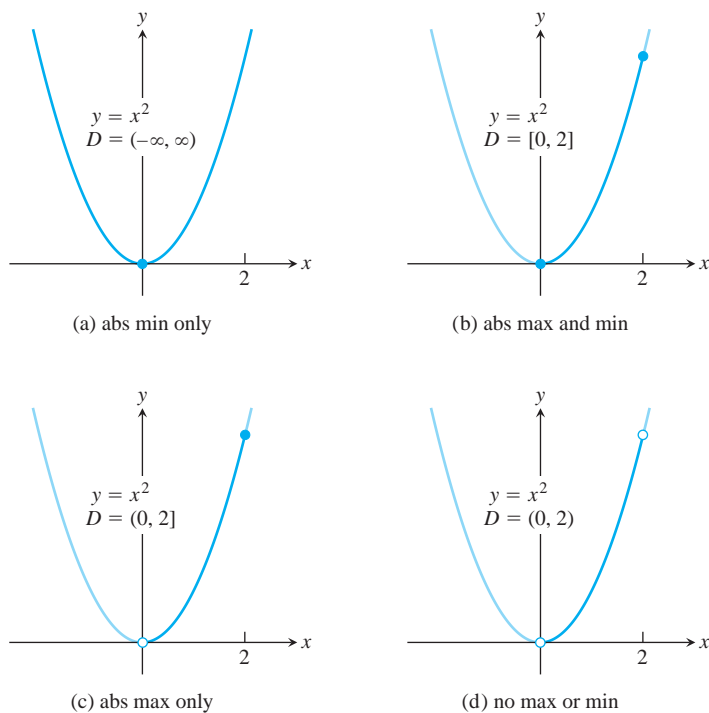 y
y = x²
D = (−∞, ∞)
x
2
(a) abs min only
y
y = x²
D = [0, 2]
x
2
(b) abs max and min
y
y = x²
D = (0, 2]
x
2
(c) abs max only
y
y = x²
D = (0, 2)
x
2
(d) no max or min